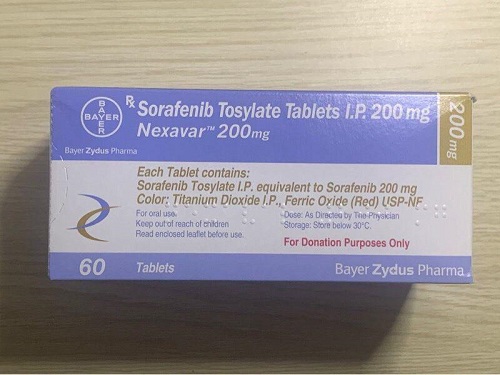 BAYER
BAYER
℞ Sorafenib Tosylate Tablets I.P. 200 mg
Nexavar™ 200mg
200 mg
Bayer Zydus Pharma
Each Tablet contains:
Sorafenib Tosylate I.P. equivalent to Sorafenib 200 mg
Color: Titanium Dioxide I.P., Ferric Oxide (Red) USP-NF
For oral use.
Keep out of reach of children
Read enclosed leaflet before use.
Dose: As Directed by The Physician
Storage: Store below 30°C.
For Donation Purposes Only
60 Tablets
Bayer Zydus Pharma